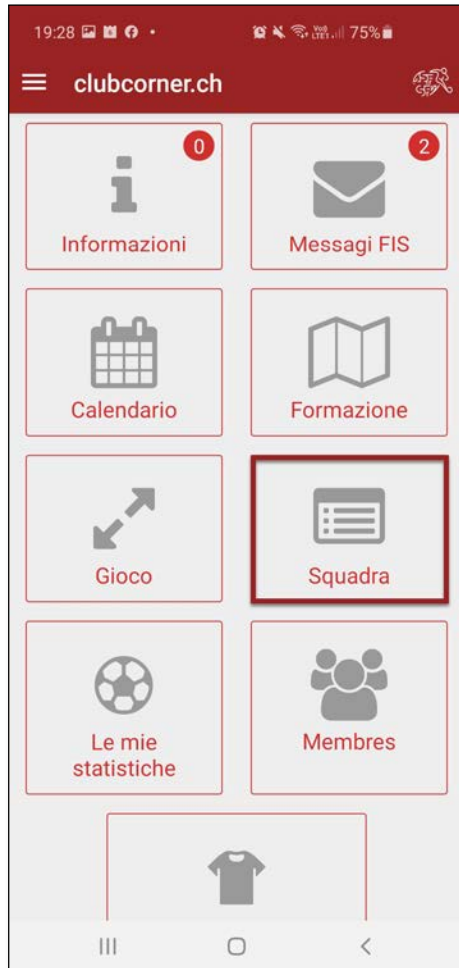 19:28 75%
clubcorner.ch
0 2
Informazioni Messagi FIS
Calendario Formazione
Gioco Squadra
Le mie
statistiche
Membres